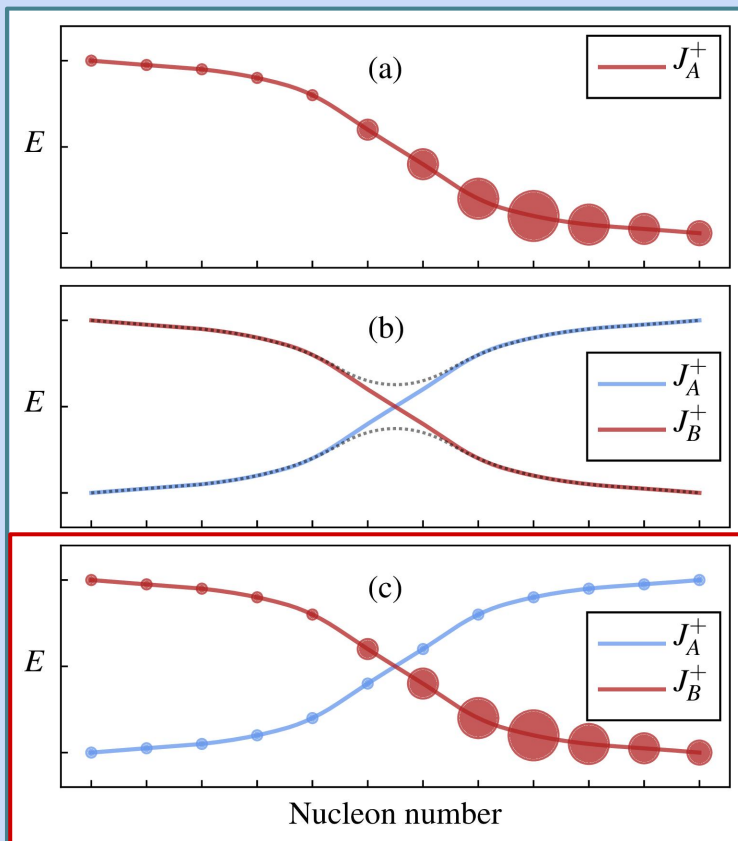 (a)
J_A^+
E
(b)
J_A^+
J_B^+
E
(c)
J_A^+
J_B^+
E
Nucleon number